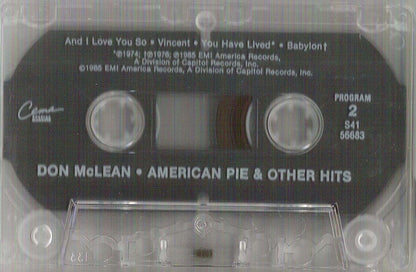 And I Love You So • Vincent • You Have Lived* • Babylon†
*℗1974; †℗1976; ℗1985 EMI America Records,
A Division of Capitol Records, Inc.
©1985 EMI America Records, A Division of Capitol Records, Inc.
Cema
SPECIAL
PROGRAM
2
S41
56683
DON McLEAN • AMERICAN PIE & OTHER HITS